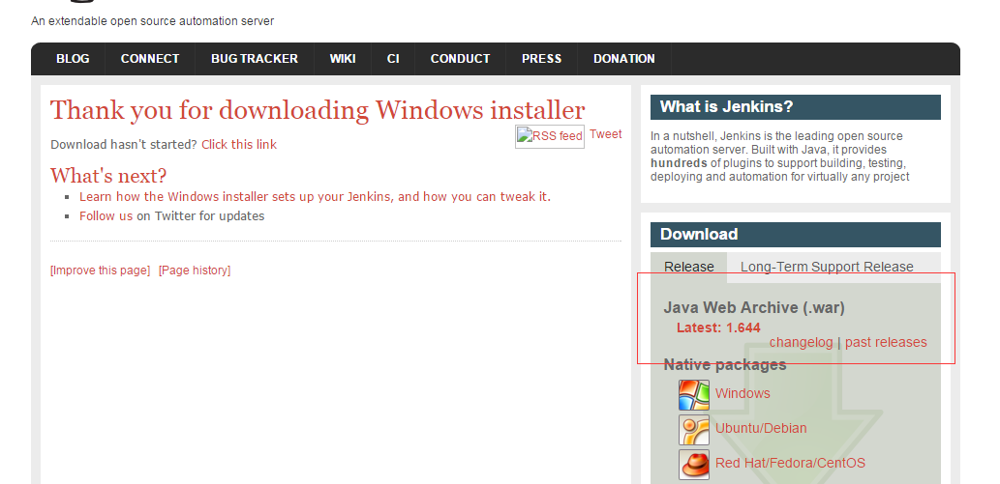 An extendable open source automation server
BLOG CONNECT BUG TRACKER WIKI CI CONDUCT PRESS DONATION
Thank you for downloading Windows installer
RSS feed Tweet
Download hasn't started? Click this link
What's next?
Learn how the Windows installer sets up your Jenkins, and how you can tweak it.
Follow us on Twitter for updates
[Improve this page] [Page history]
What is Jenkins?
In a nutshell, Jenkins is the leading open source
automation server. Built with Java, it provides
hundreds of plugins to support building, testing,
deploying and automation for virtually any project
Download
Release Long-Term Support Release
Java Web Archive (.war)
Latest: 1.644
changelog | past releases
Native packages
Windows
Ubuntu/Debian
Red Hat/Fedora/CentOS